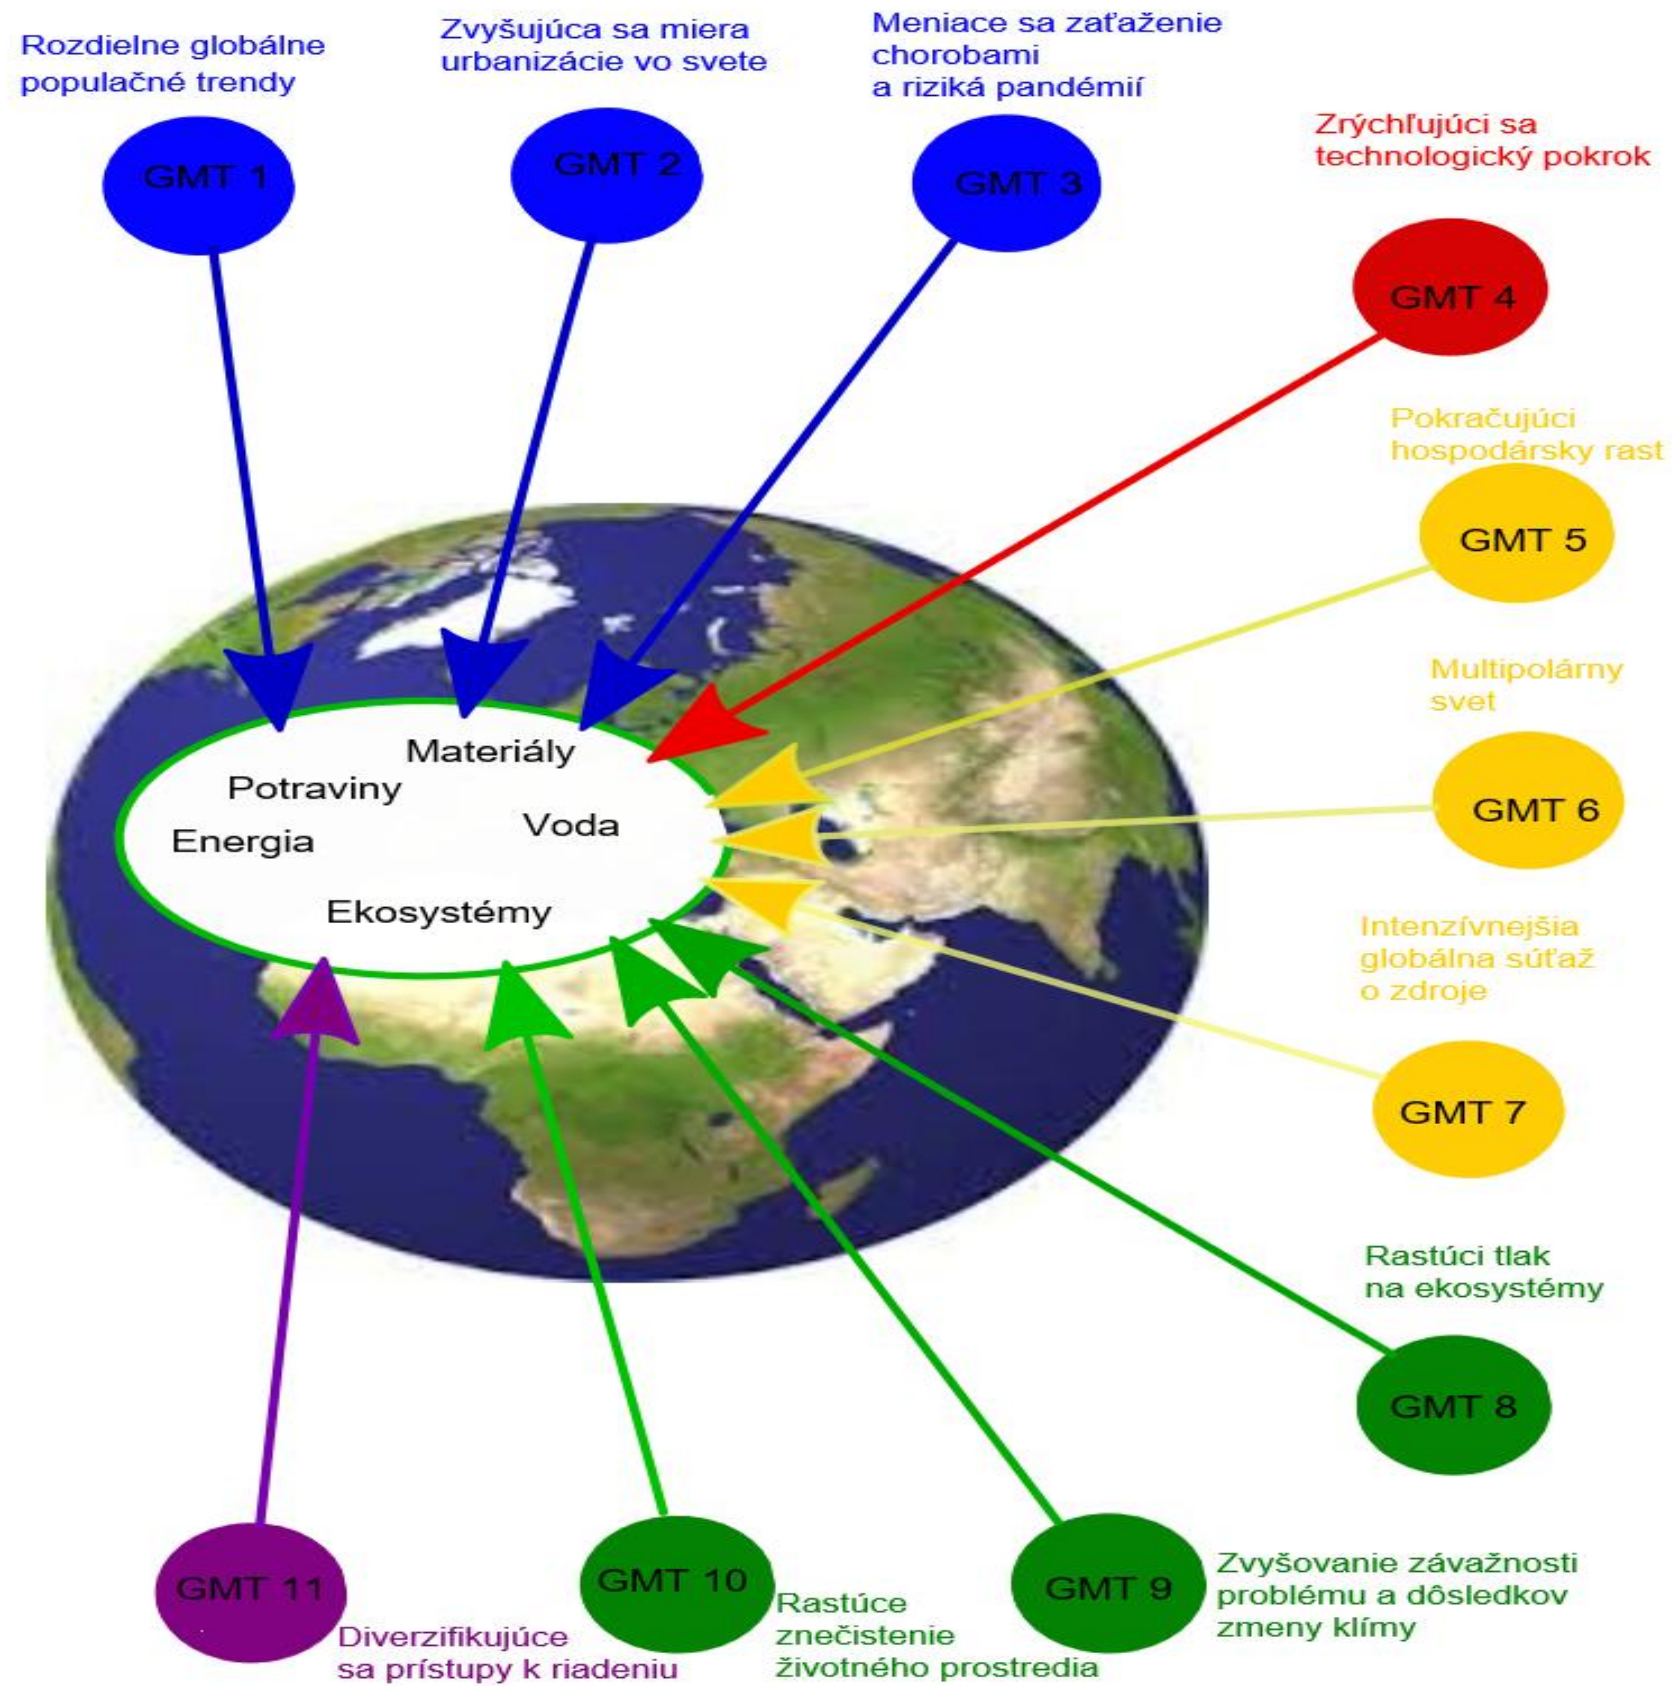 Rozdielne globálne
populačné trendy
GMT 1
Zvyšujúca sa miera
urbanizácie vo svete
GMT 2
Meniace sa zaťaženie
chorobami
a riziká pandémií
GMT 3
Zrýchľujúci sa
technologický pokrok
GMT 4
Pokračujúci
hospodársky rast
GMT 5
Multipolárny
svet
GMT 6
Intenzívnejšia
globálna súťaž
o zdroje
GMT 7
Rastúci tlak
na ekosystémy
GMT 8
Zvyšovanie závažnosti
problému a dôsledkov
zmeny klímy
GMT 9
Rastúce
znečistenie
životného prostredia
GMT 10
Diverzifikujúce
sa prístupy k riadeniu
GMT 11
Materiály
Potraviny
Voda
Energia
Ekosystémy